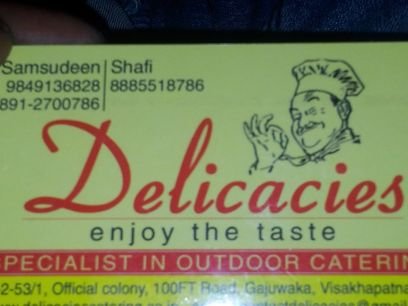 Samsudeen | Shafi
9849136828 | 8885518786
891-2700786
Delicacies
enjoy the taste
SPECIALIST IN OUTDOOR CATERIN
2-53/1, Official colony, 100FT Road, Gajuwaka, Visakhapatna